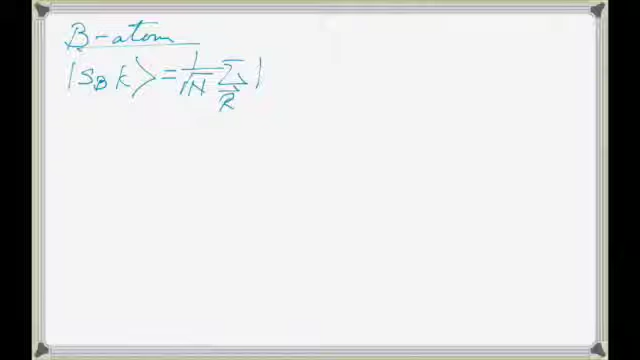 B-atom
|S_B k⟩ = 1/√N Σ_R⃗ |